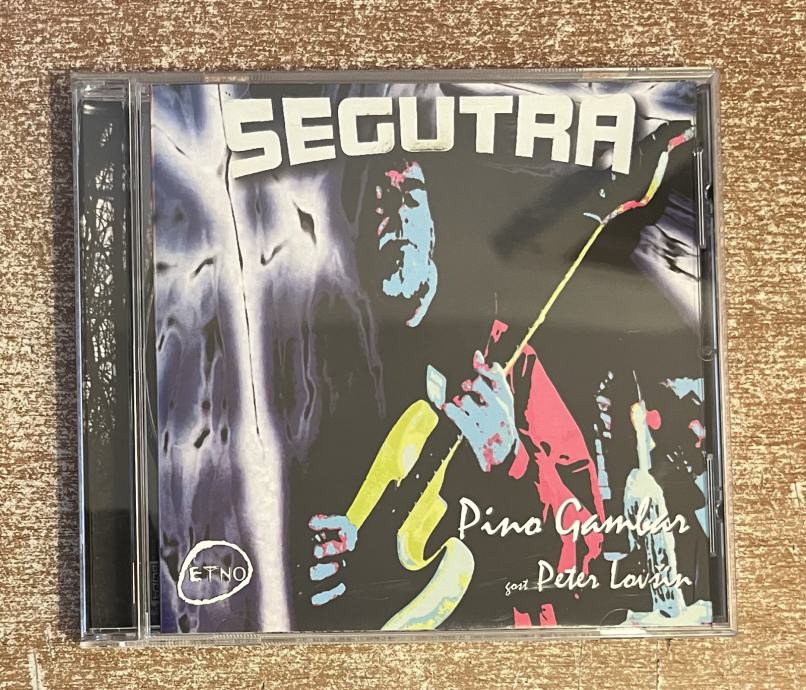 SEGUTRA
Pino Gambar
gost Peter Lovšin
ETNO